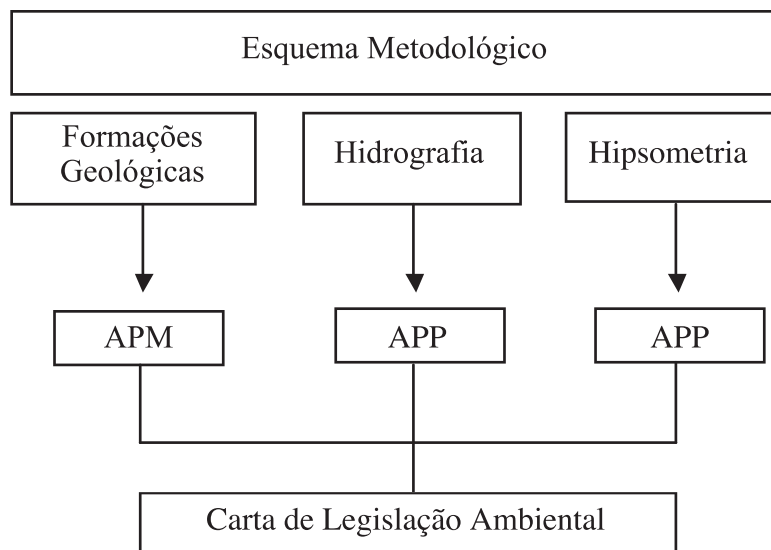 Esquema Metodológico
Formações
Geológicas
Hidrografia
Hipsometria
APM
APP
APP
Carta de Legislação Ambiental